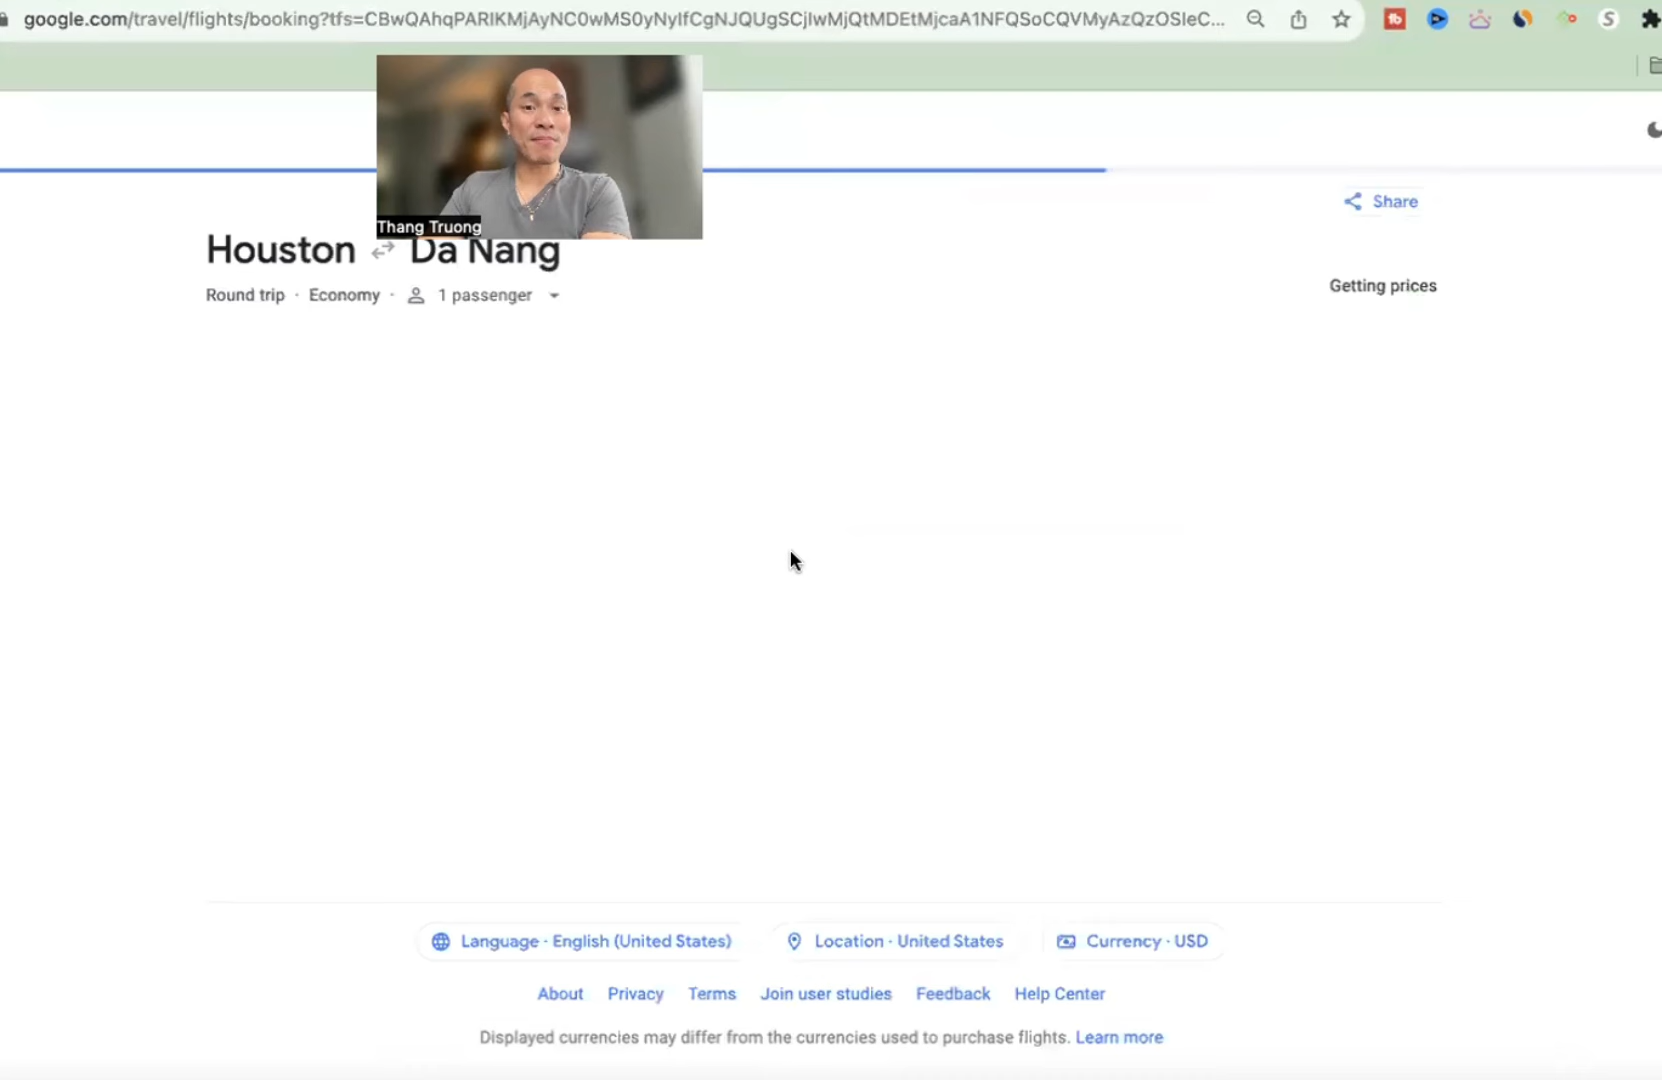 google.com/travel/flights/booking?tfs=CBwQAhqPARIKMjAyNC0wMS0yNyIfCgNJQUgSCjIwMjQtMDEtMjcaA1NFQSoCQVMyAzQzOSIeC...
Thang Truong
Share
Houston Da Nang
Getting prices
Round trip · Economy · 1 passenger
Language · English (United States) Location · United States Currency · USD
About Privacy Terms Join user studies Feedback Help Center
Displayed currencies may differ from the currencies used to purchase flights. Learn more